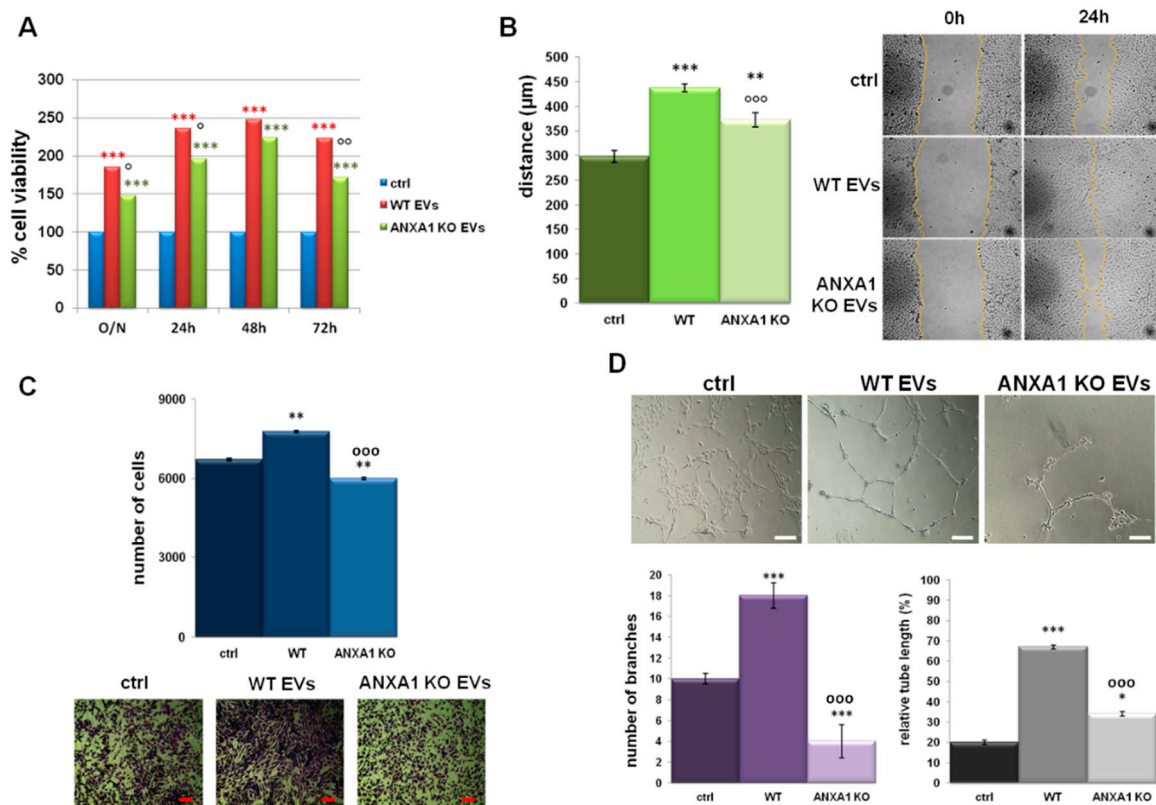 A
300
250
200
150
100
50
0
% cell viability
*** ° ***
*** ° ***
*** ***
*** °° ***
O/N 24h 48h 72h
ctrl
WT EVs
ANXA1 KO EVs
B
500
450
400
350
300
250
200
150
100
50
0
distance (µm)
***
**
°°°
ctrl WT ANXA1 KO
0h 24h
ctrl
WT EVs
ANXA1
KO EVs
C
9000
6000
3000
0
number of cells
**
ooo
**
ctrl WT ANXA1 KO
ctrl WT EVs ANXA1 KO EVs
D
ctrl WT EVs ANXA1 KO EVs
20
18
16
14
12
10
8
6
4
2
0
number of branches
***
ooo
***
ctrl WT ANXA1 KO
100
90
80
70
60
50
40
30
20
10
0
relative tube length (%)
***
ooo
*
ctrl WT ANXA1 KO